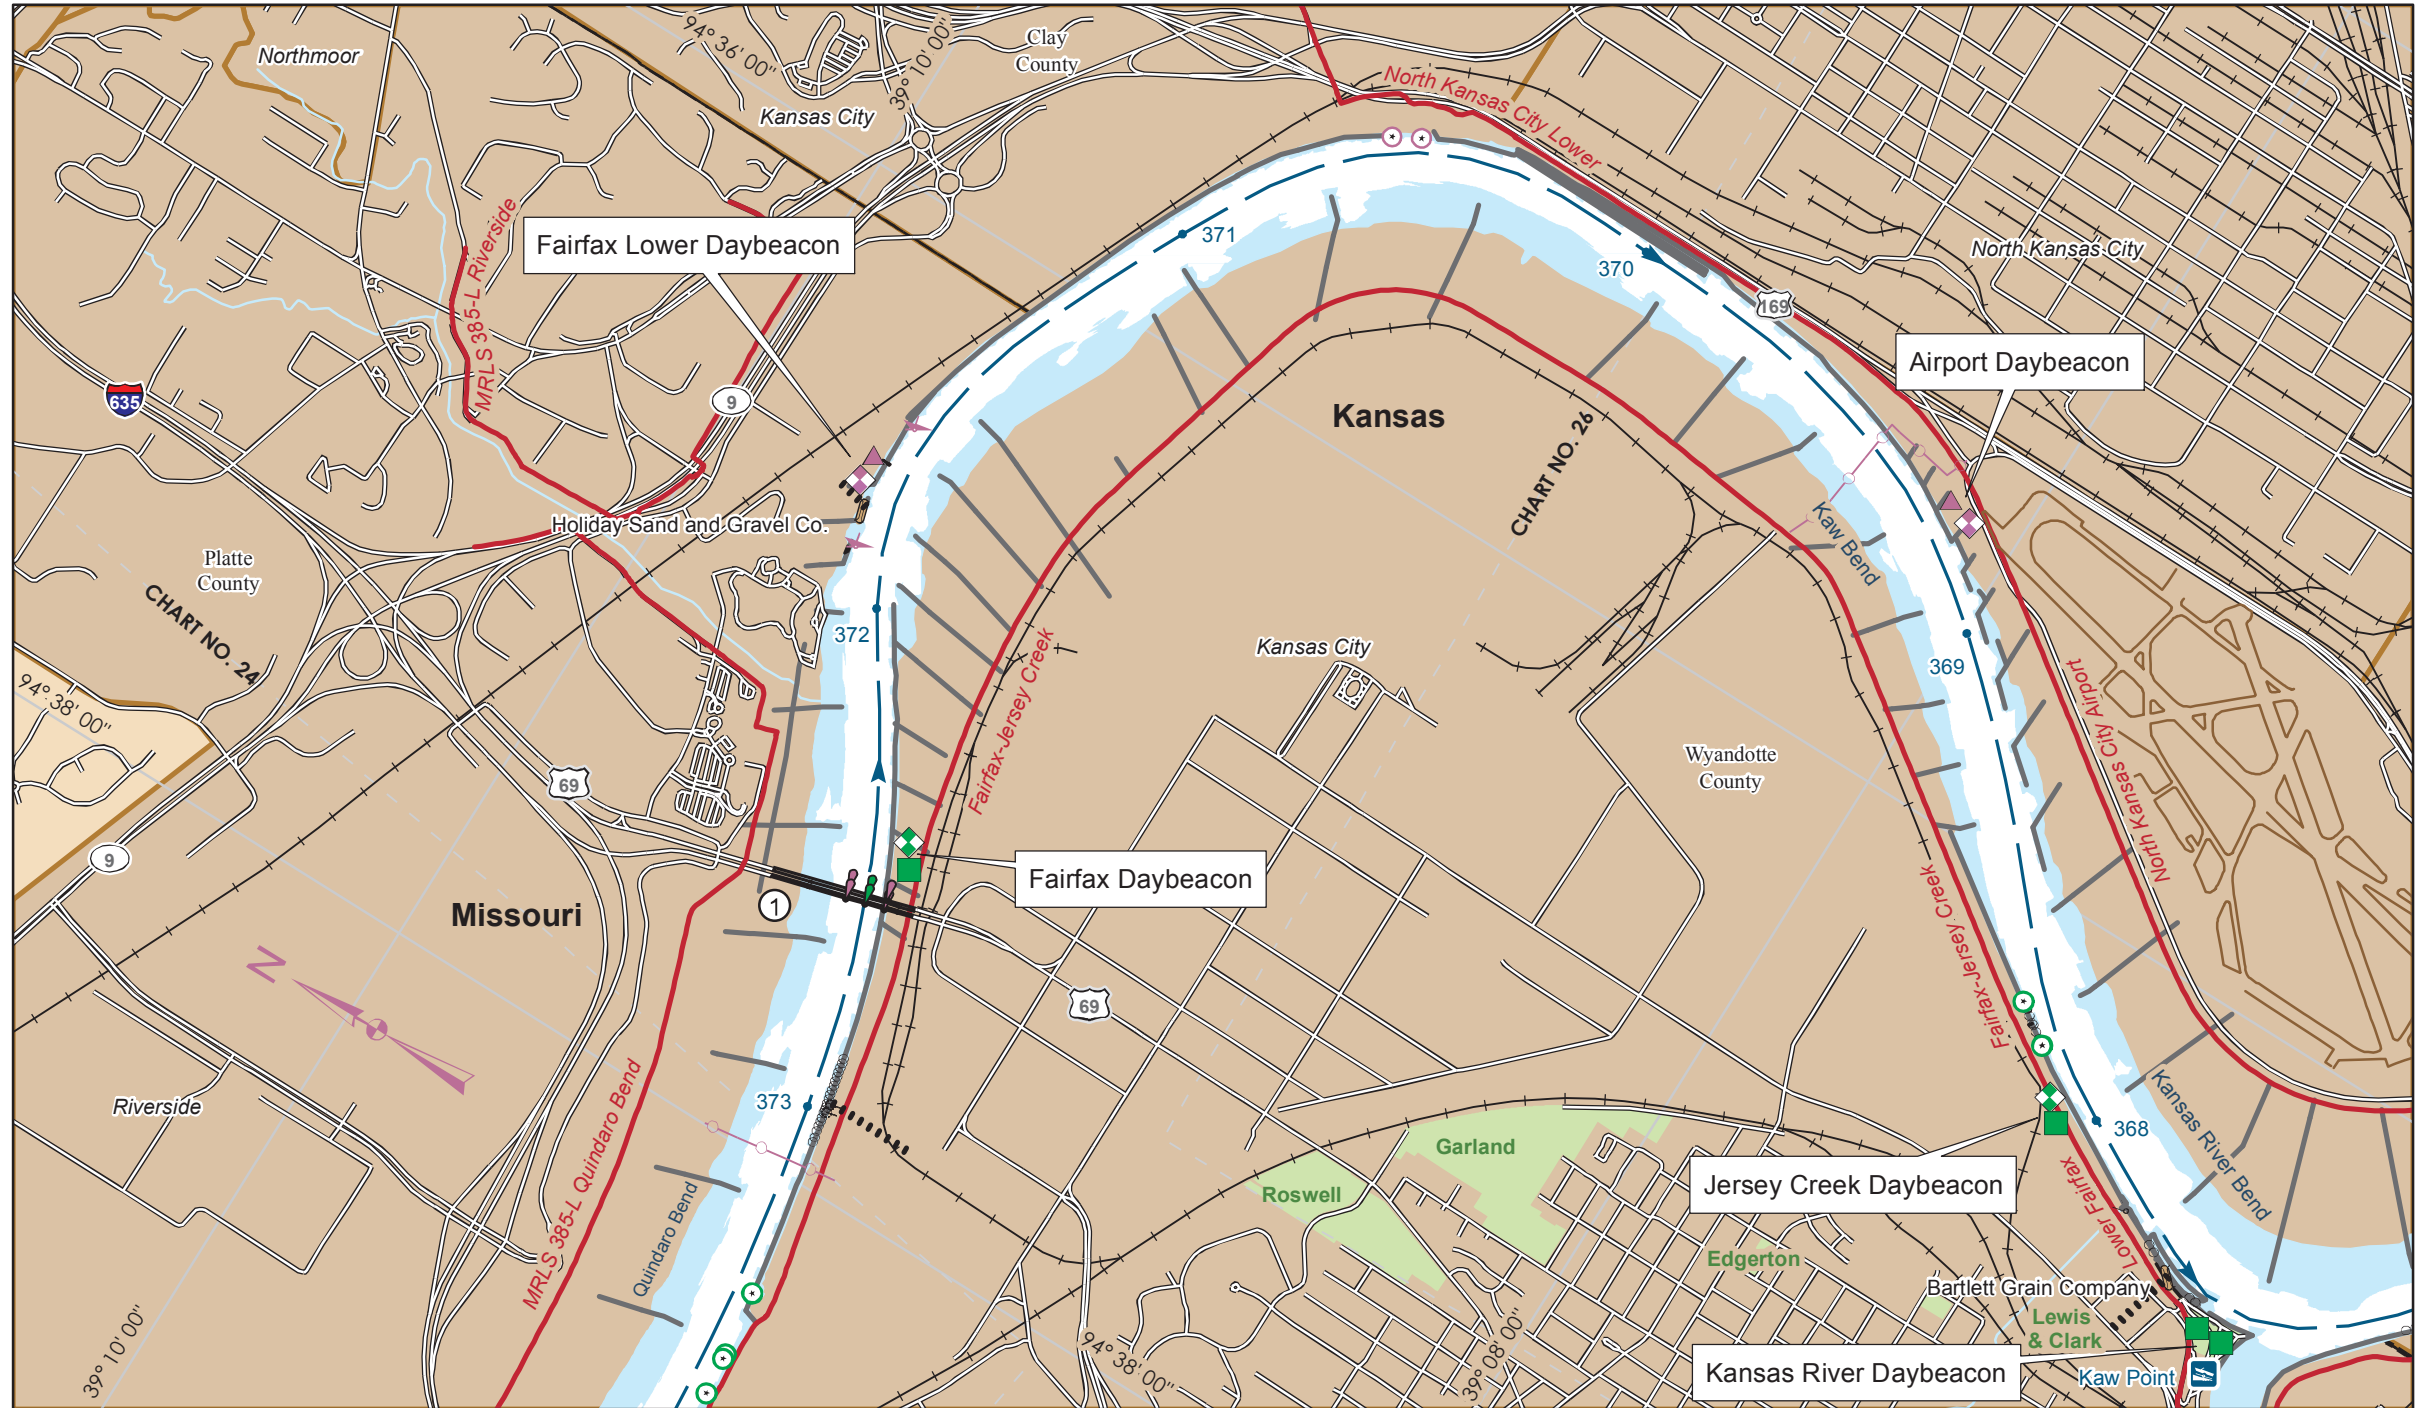 Northmoor
94° 36' 00"
39° 10' 00"
Clay
County
Kansas City
North Kansas City Lower
MRLS 385-L Riverside
Fairfax Lower Daybeacon
371
370
North Kansas City
169
Airport Daybeacon
635
9
Kansas
CHART NO. 26
Holiday Sand and Gravel Co.
Kaw Bend
Platte
County
CHART NO. 24
372
Kansas City
369
Fairfax-Jersey Creek
94° 38' 00"
North Kansas City Airport
Wyandotte
County
69
9
Fairfax Daybeacon
1
Missouri
Fairfax-Jersey Creek
N
69
373
Riverside
MRLS 385-L Quindaro Bend
Quindaro Bend
Kansas River Bend
368
Garland
Roswell
Jersey Creek Daybeacon
Lower Fairfax
Edgerton
Bartlett Grain Company
Lewis
& Clark
39° 10' 00"
94° 38' 00"
39° 08' 00"
Kansas River Daybeacon
Kaw Point